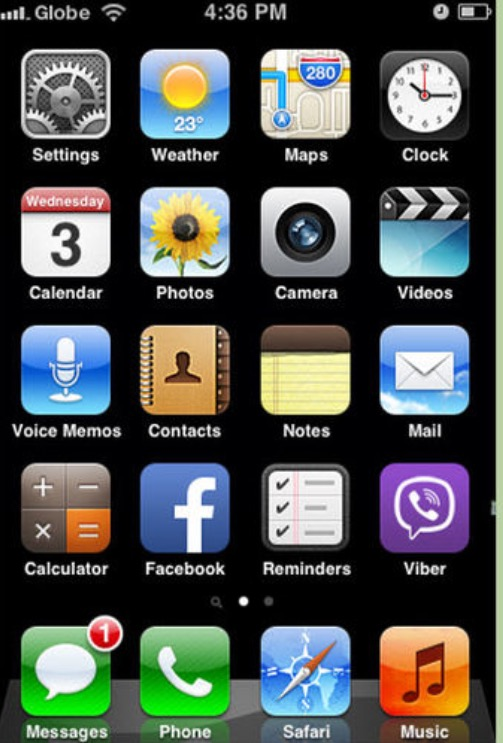 Globe 4:36 PM
280
23°
Settings Weather Maps Clock
Wednesday
3
Calendar Photos Camera Videos
Voice Memos Contacts Notes Mail
Calculator Facebook Reminders Viber
1
Messages Phone Safari Music